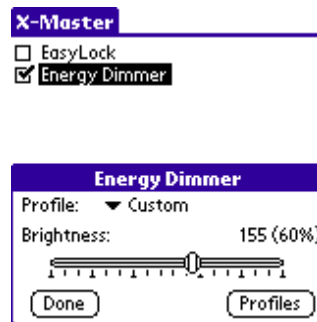 X-Master
EasyLock
Energy Dimmer
Energy Dimmer
Profile: Custom
Brightness: 155 (60%)
Done Profiles